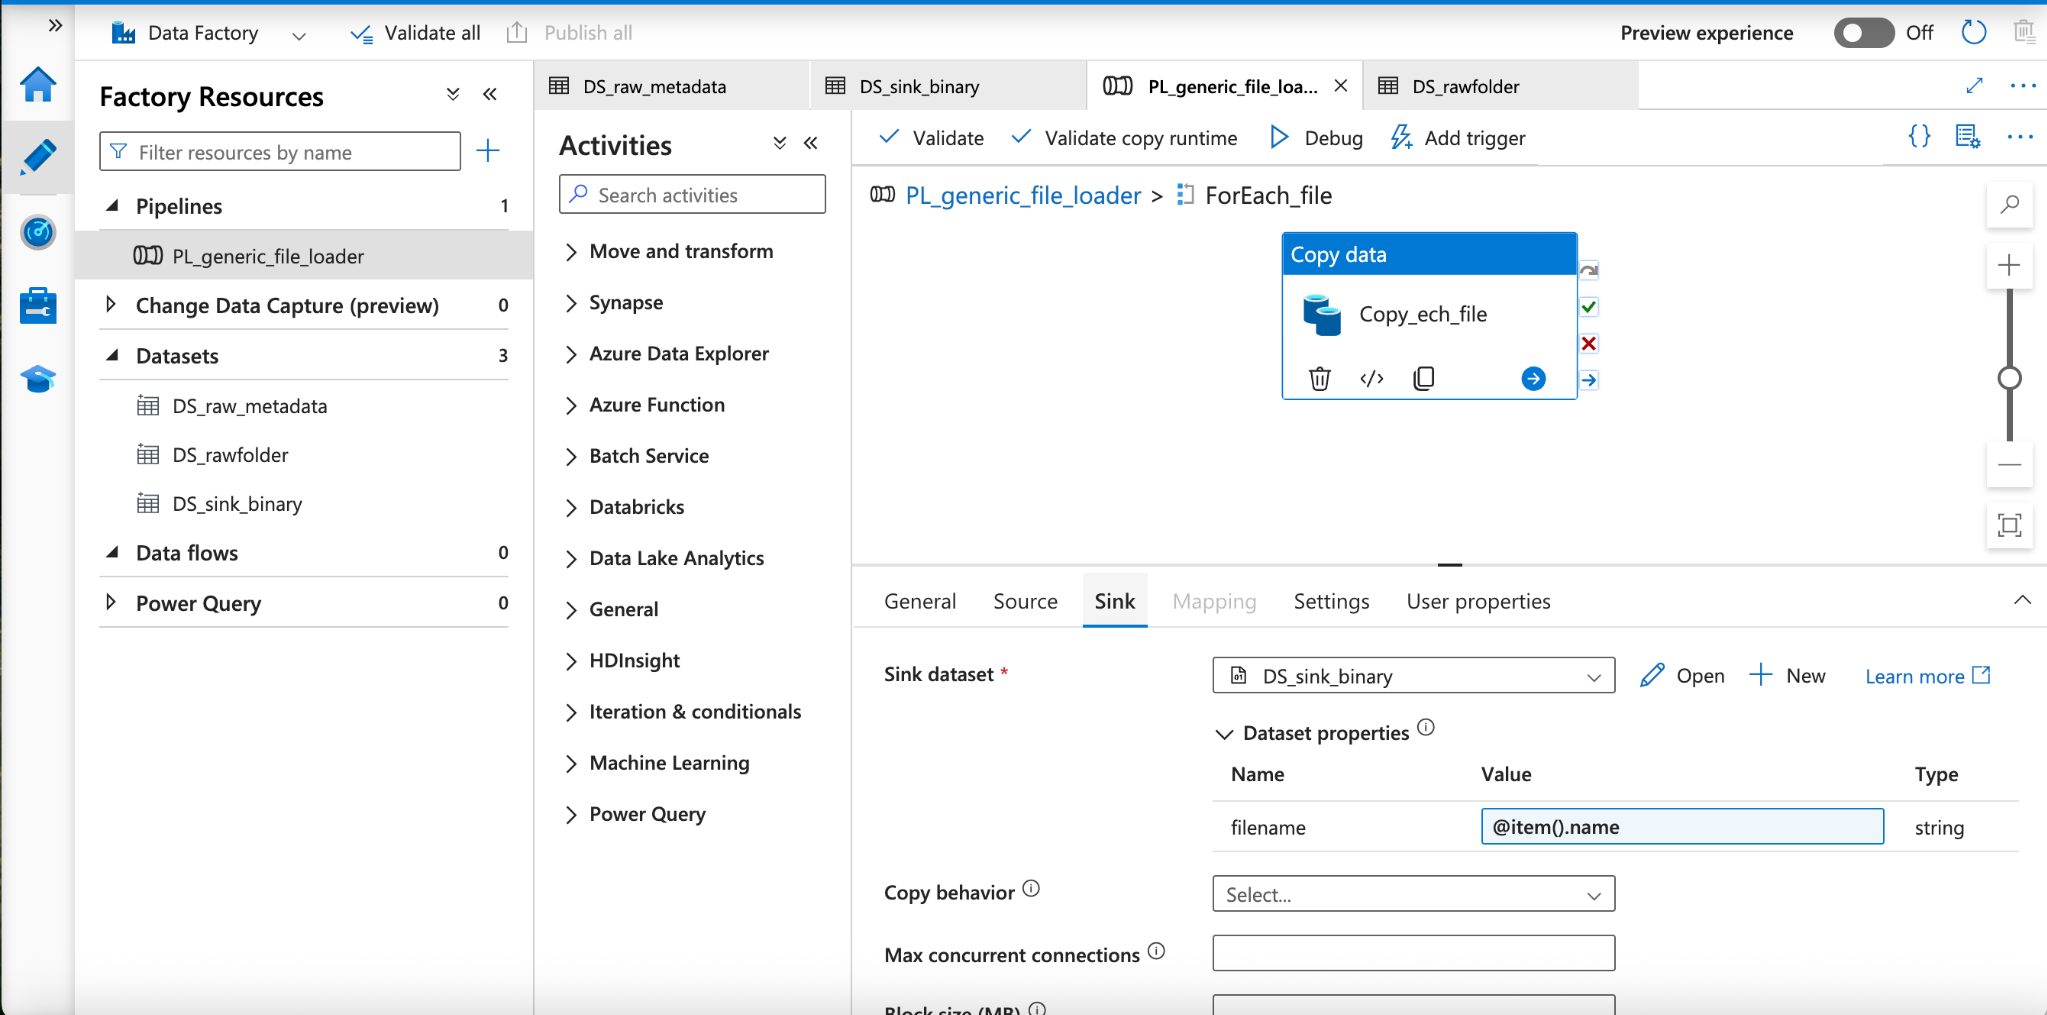 Data Factory
Validate all
Publish all
Preview experience
Off
Factory Resources
Filter resources by name
Pipelines 1
PL_generic_file_loader
Change Data Capture (preview) 0
Datasets 3
DS_raw_metadata
DS_rawfolder
DS_sink_binary
Data flows 0
Power Query 0
DS_raw_metadata
DS_sink_binary
PL_generic_file_loa...
DS_rawfolder
Activities
Search activities
Move and transform
Synapse
Azure Data Explorer
Azure Function
Batch Service
Databricks
Data Lake Analytics
General
HDInsight
Iteration & conditionals
Machine Learning
Power Query
Validate
Validate copy runtime
Debug
Add trigger
PL_generic_file_loader > ForEach_file
Copy data
Copy_ech_file
General
Source
Sink
Mapping
Settings
User properties
Sink dataset *
DS_sink_binary
Open
New
Learn more
Dataset properties
Name Value Type
filename @item().name string
Copy behavior
Select...
Max concurrent connections
Block size (MB)